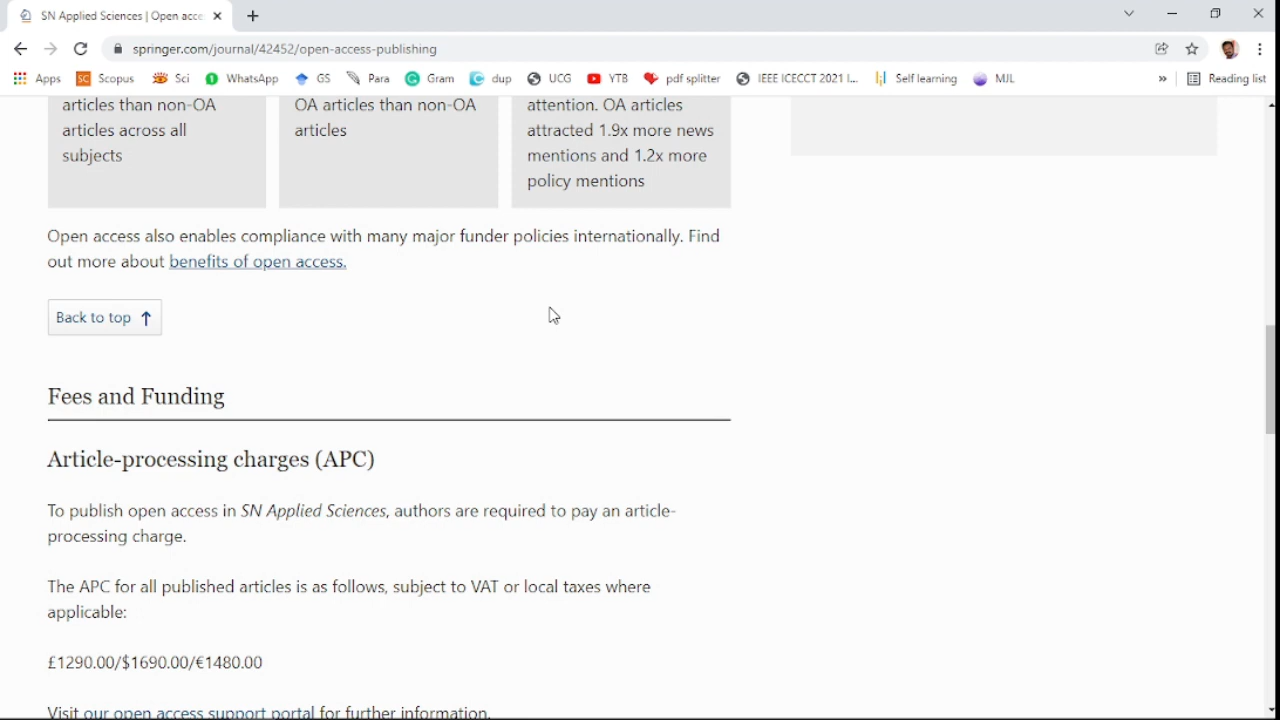 SN Applied Sciences | Open acce
springer.com/journal/42452/open-access-publishing
Apps SC Scopus Sci WhatsApp GS Para Gram dup UCG YTB pdf splitter IEEE ICECCT 2021 I... Self learning MJL » Reading list
articles than non-OA
articles across all
subjects
OA articles than non-OA
articles
attention. OA articles
attracted 1.9x more news
mentions and 1.2x more
policy mentions
Open access also enables compliance with many major funder policies internationally. Find
out more about benefits of open access.
Back to top ↑
Fees and Funding
Article-processing charges (APC)
To publish open access in SN Applied Sciences, authors are required to pay an article-
processing charge.
The APC for all published articles is as follows, subject to VAT or local taxes where
applicable:
£1290.00/$1690.00/€1480.00
Visit our open access support portal for further information.